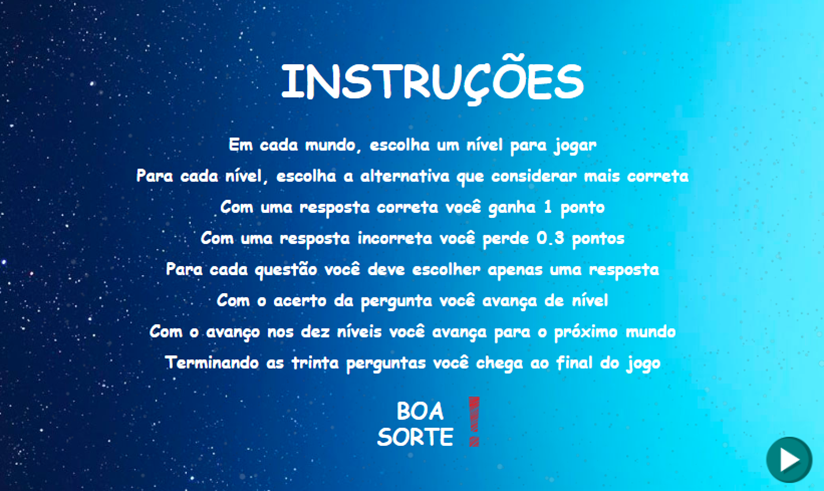 INSTRUÇÕES
Em cada mundo, escolha um nível para jogar
Para cada nível, escolha a alternativa que considerar mais correta
Com uma resposta correta você ganha 1 ponto
Com uma resposta incorreta você perde 0.3 pontos
Para cada questão você deve escolher apenas uma resposta
Com o acerto da pergunta você avança de nível
Com o avanço nos dez níveis você avança para o próximo mundo
Terminando as trinta perguntas você chega ao final do jogo
BOA
SORTE !